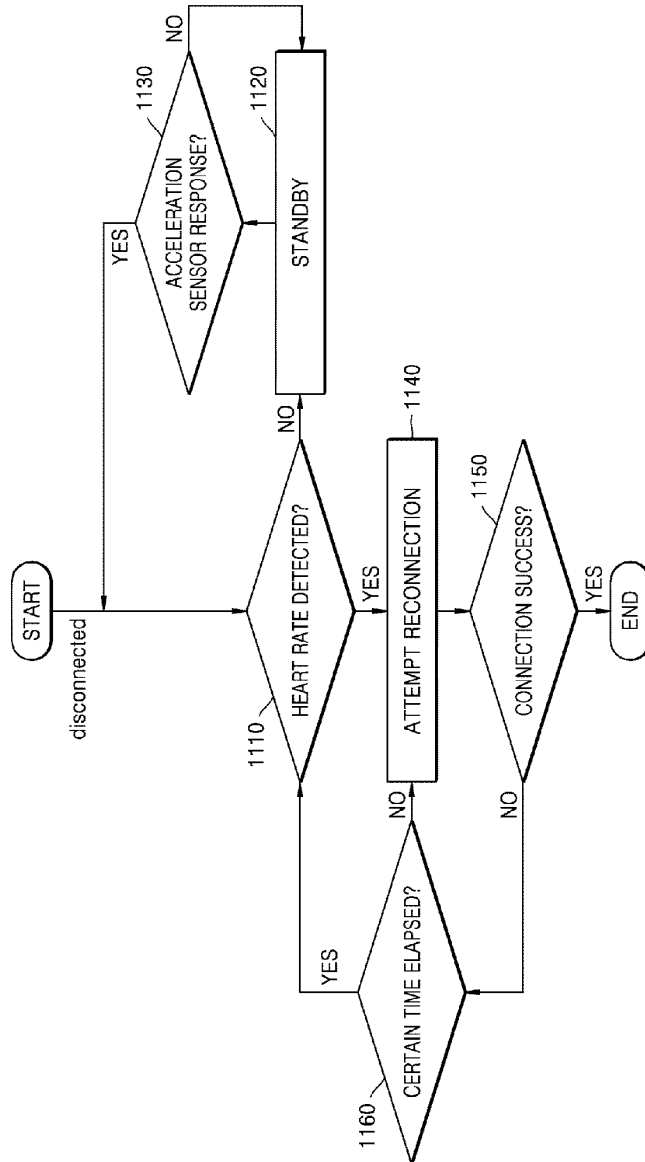 START
disconnected
1110
HEART RATE DETECTED?
NO
YES
1120
STANDBY
1130
ACCELERATION
SENSOR RESPONSE?
YES
NO
1140
ATTEMPT RECONNECTION
1150
CONNECTION SUCCESS?
YES
NO
END
1160
CERTAIN TIME ELAPSED?
YES
NO